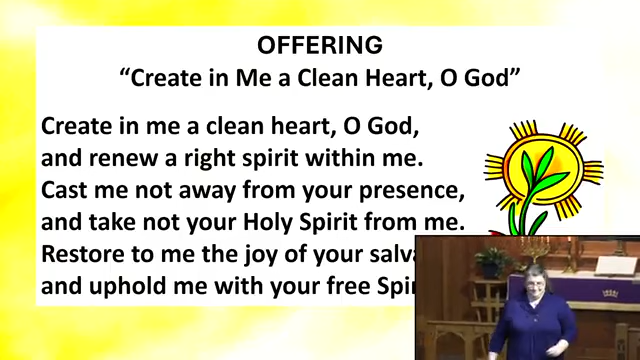 OFFERING
“Create in Me a Clean Heart, O God”
Create in me a clean heart, O God,
and renew a right spirit within me.
Cast me not away from your presence,
and take not your Holy Spirit from me.
Restore to me the joy of your
and uphold me with your free